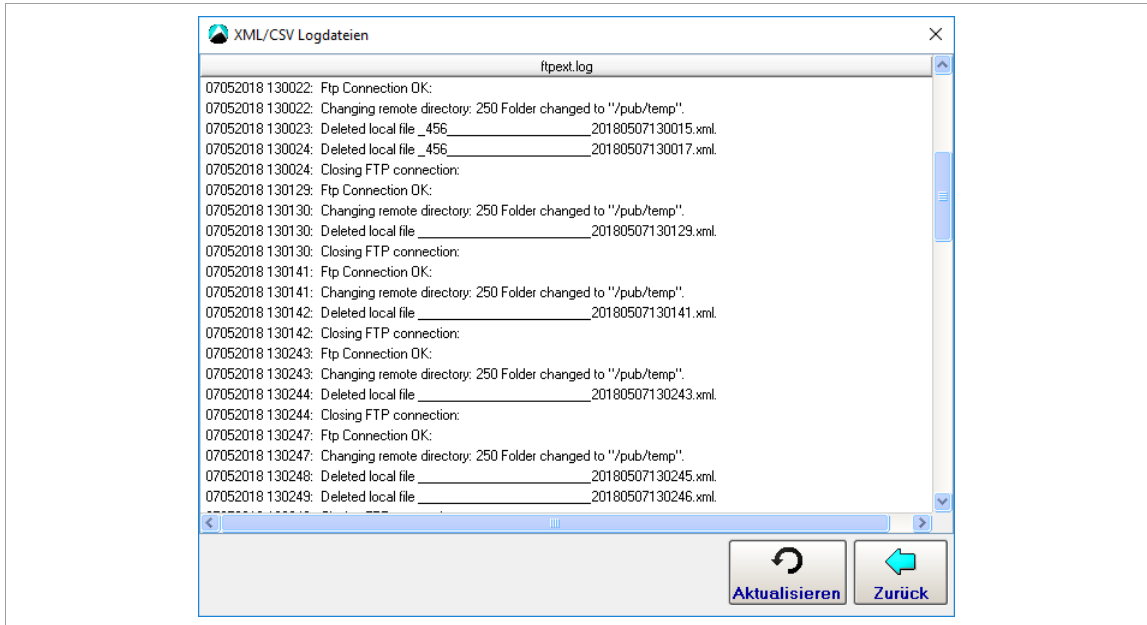 XML/CSV Logdateien
ftpext.log
07052018 130022: Ftp Connection OK:
07052018 130022: Changing remote directory: 250 Folder changed to "/pub/temp".
07052018 130023: Deleted local file _456_________________________20180507130015.xml.
07052018 130024: Deleted local file _456_________________________20180507130017.xml.
07052018 130024: Closing FTP connection:
07052018 130129: Ftp Connection OK:
07052018 130130: Changing remote directory: 250 Folder changed to "/pub/temp".
07052018 130130: Deleted local file _____________________________20180507130129.xml.
07052018 130130: Closing FTP connection:
07052018 130141: Ftp Connection OK:
07052018 130141: Changing remote directory: 250 Folder changed to "/pub/temp".
07052018 130142: Deleted local file _____________________________20180507130141.xml.
07052018 130142: Closing FTP connection:
07052018 130243: Ftp Connection OK:
07052018 130243: Changing remote directory: 250 Folder changed to "/pub/temp".
07052018 130244: Deleted local file _____________________________20180507130243.xml.
07052018 130244: Closing FTP connection:
07052018 130247: Ftp Connection OK:
07052018 130247: Changing remote directory: 250 Folder changed to "/pub/temp".
07052018 130248: Deleted local file _____________________________20180507130245.xml.
07052018 130249: Deleted local file _____________________________20180507130246.xml.
Aktualisieren
Zurück